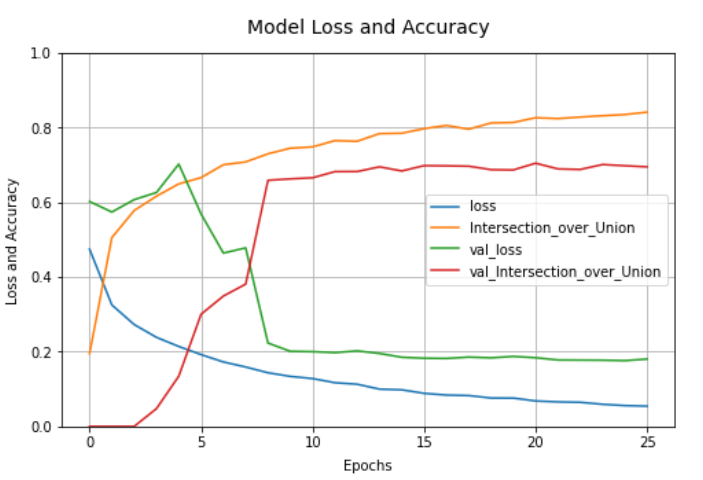 Model Loss and Accuracy
1.0
0.8
0.6
0.4
0.2
0.0
Loss and Accuracy
loss
Intersection_over_Union
val_loss
val_Intersection_over_Union
0 5 10 15 20 25
Epochs